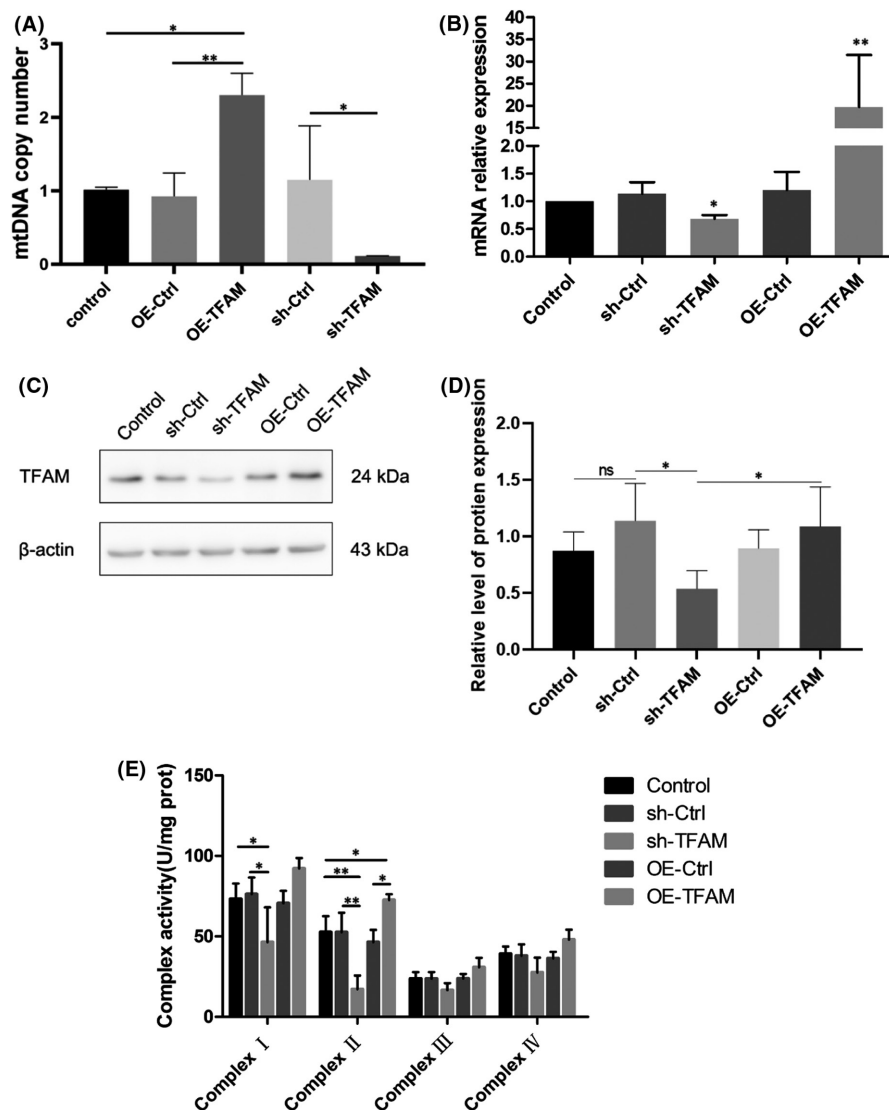 (A)
mtDNA copy number
3
2
1
0
*
**
*
control
OE-Ctrl
OE-TFAM
sh-Ctrl
sh-TFAM
(B)
mRNA relative expression
40
35
30
25
20
15
2.0
1.5
1.0
0.5
0.0
*
**
Control
sh-Ctrl
sh-TFAM
OE-Ctrl
OE-TFAM
(C)
Control
sh-Ctrl
sh-TFAM
OE-Ctrl
OE-TFAM
TFAM
24 kDa
β-actin
43 kDa
(D)
Relative level of protien expression
2.0
1.5
1.0
0.5
0.0
ns
*
*
Control
sh-Ctrl
sh-TFAM
OE-Ctrl
OE-TFAM
(E)
Complex activity(U/mg prot)
150
100
50
0
*
*
*
**
*
**
Complex Ⅰ
Complex Ⅱ
Complex Ⅲ
Complex Ⅳ
Control
sh-Ctrl
sh-TFAM
OE-Ctrl
OE-TFAM